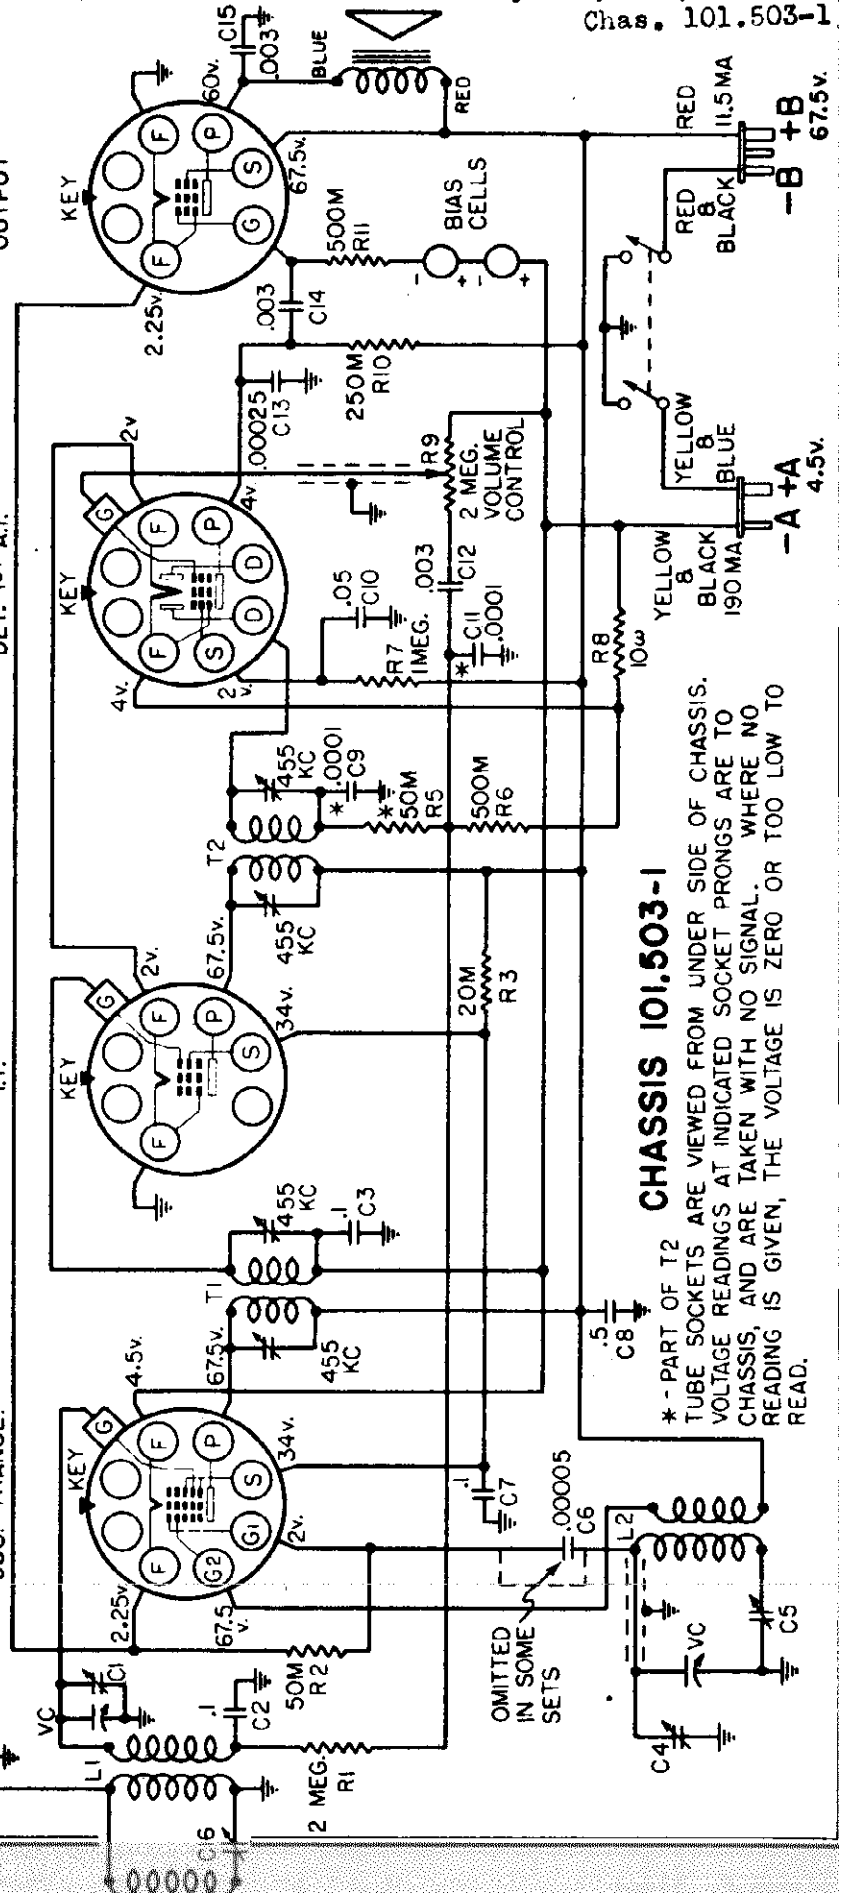 Chas. 101.503-1
C15
.003
BLUE
RED
60v.
KEY
F
P
F
S
G
67.5v.
2.25v.
500M
R11
BIAS
CELLS
-
+
-
+
.003
C14
RED
11.5 MA
+B
67.5v.
-B
RED
&
BLACK
250M
R10
.00025
C13
2v
4v
G
KEY
F
P
F
D
D
S
4v.
2
v.
R9
2 MEG.
VOLUME
CONTROL
YELLOW
&
BLUE
+A
4.5v.
-A
YELLOW
&
BLACK
190 MA
.003
C12
.05
C10
R7
1MEG.
*
C11
.0001
R8
10ω
455
KC
.0001
*
C9
*
50M
R5
500M
R6
T2
455
KC
67.5v.
2v.
G
KEY
F
P
F
S
34v.
20M
R3
455
KC
.1
C3
T1
455
KC
67.5v.
4.5v.
G
KEY
F
P
F
S
G1
G2
34v.
2v.
2.25v.
67.5
v.
.5
C8
.1
C7
.00005
C6
OMITTED
IN SOME
SETS
50M
R2
VC
C1
L1
.1
C2
2 MEG.
R1
C6
L2
VC
C5
C4
CHASSIS 101.503-1
* - PART OF T2
TUBE SOCKETS ARE VIEWED FROM UNDER SIDE OF CHASSIS.
VOLTAGE READINGS AT INDICATED SOCKET PRONGS ARE TO
CHASSIS, AND ARE TAKEN WITH NO SIGNAL. WHERE NO
READING IS GIVEN, THE VOLTAGE IS ZERO OR TOO LOW TO
READ.